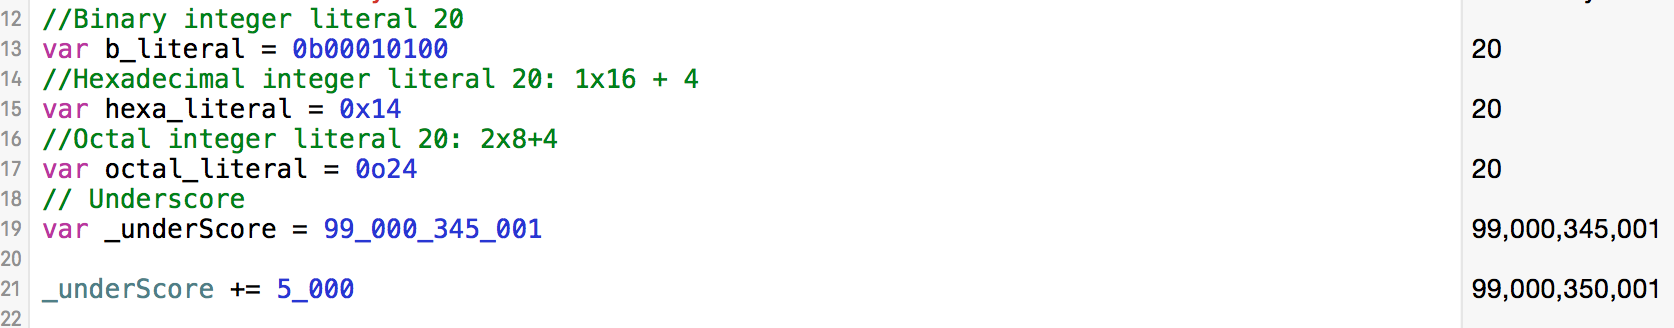 12 //Binary integer literal 20
13 var b_literal = 0b00010100 20
14 //Hexadecimal integer literal 20: 1x16 + 4
15 var hexa_literal = 0x14 20
16 //Octal integer literal 20: 2x8+4
17 var octal_literal = 0o24 20
18 // Underscore
19 var _underScore = 99_000_345_001 99,000,345,001
20
21 _underScore += 5_000 99,000,350,001
22